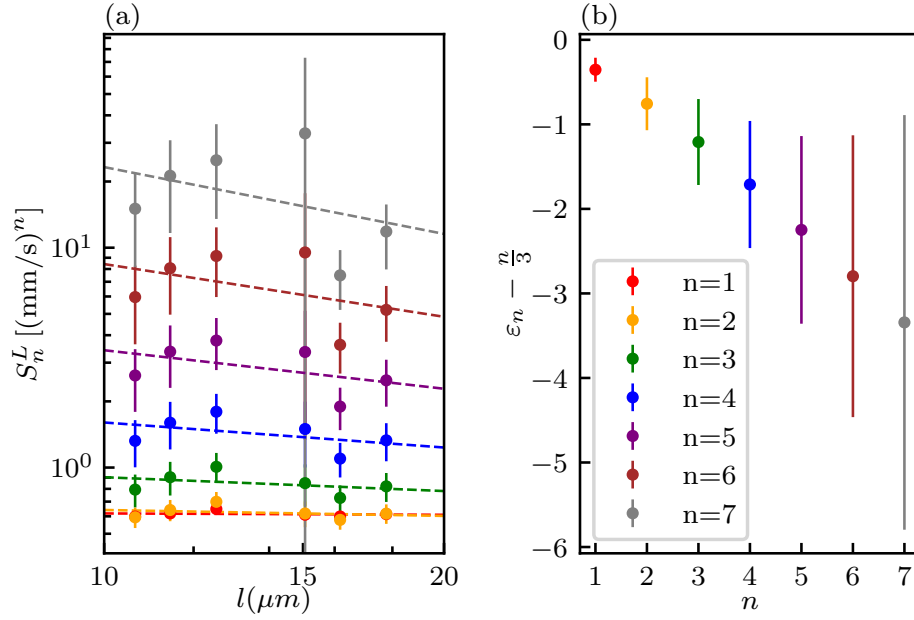 (a)
S_n^L [(mm/s)^n]
10^1
10^0
10
15
20
l(μm)
(b)
ε_n − n/3
0
−1
−2
−3
−4
−5
−6
n=1
n=2
n=3
n=4
n=5
n=6
n=7
1 2 3 4 5 6 7
n